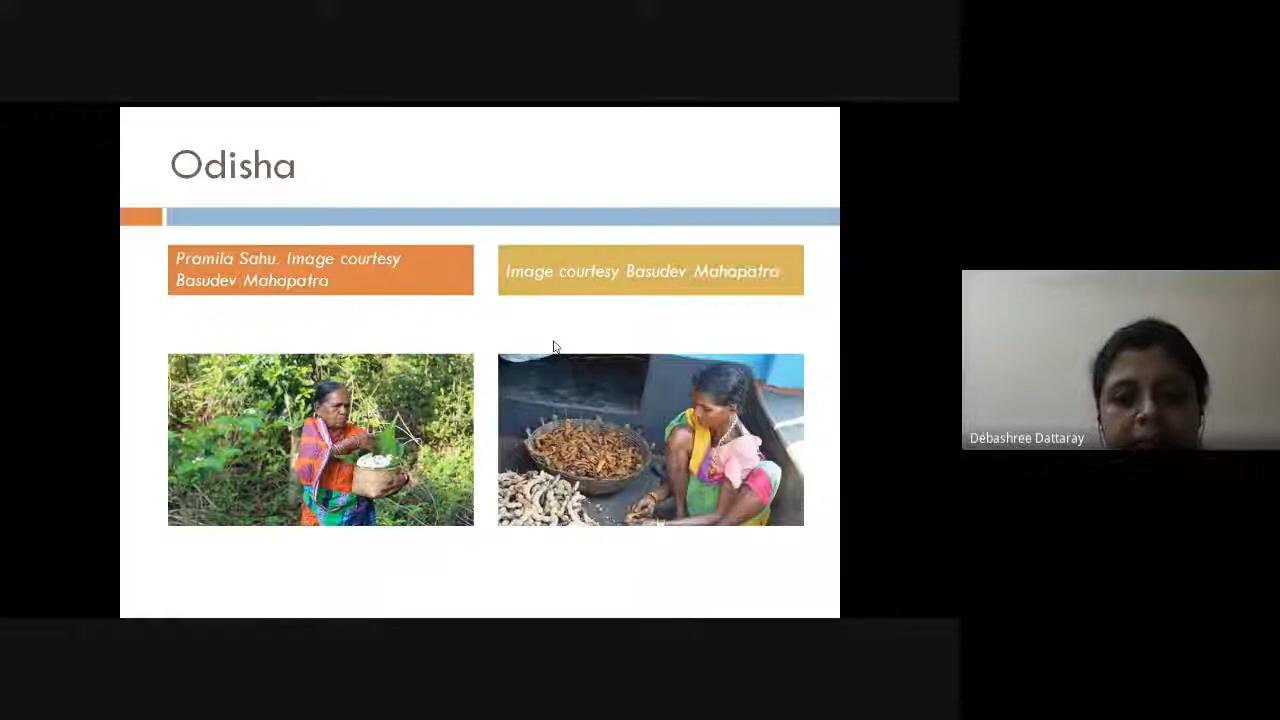 Odisha
Pramila Sahu. Image courtesy
Basudev Mahapatra
Image courtesy Basudev Mahapatra
Debashree Dattaray